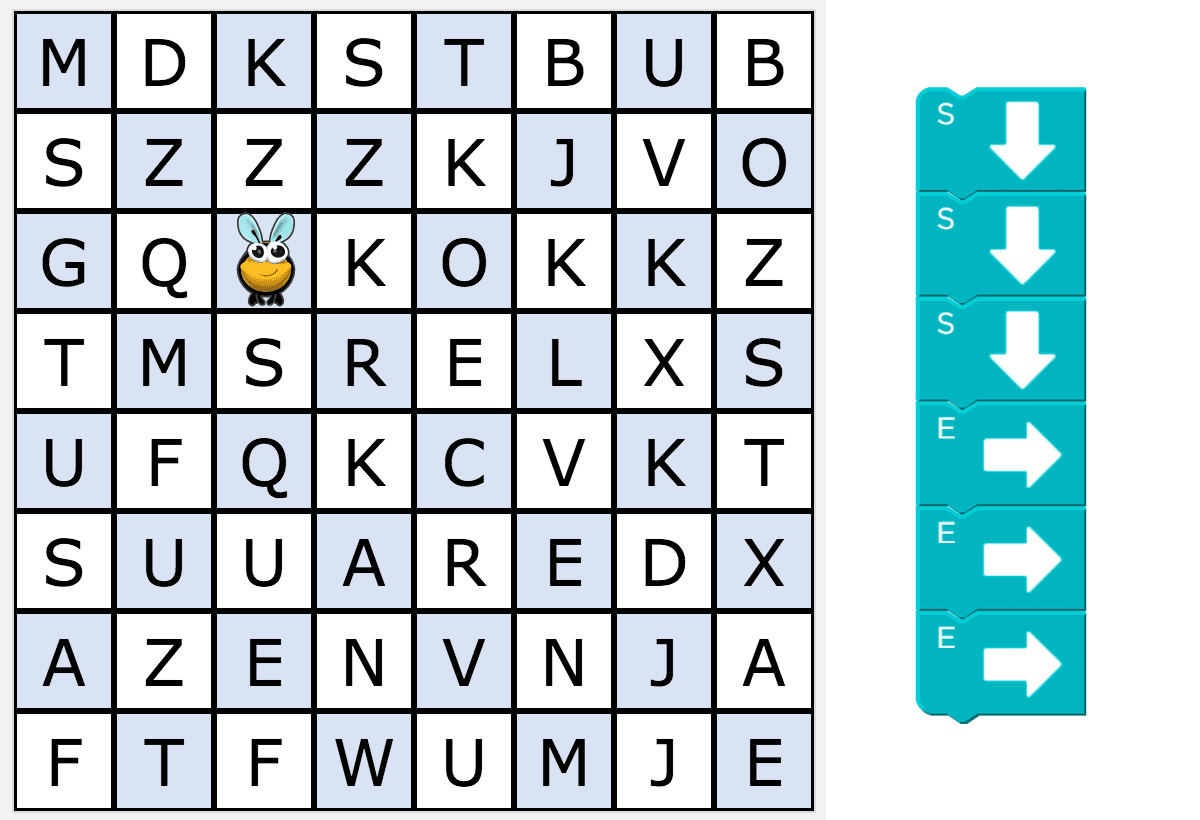 M D K S T B U B
S Z Z Z K J V O
G Q K O K K Z
T M S R E L X S
U F Q K C V K T
S U U A R E D X
A Z E N V N J A
F T F W U M J E
S
S
S
E
E
E